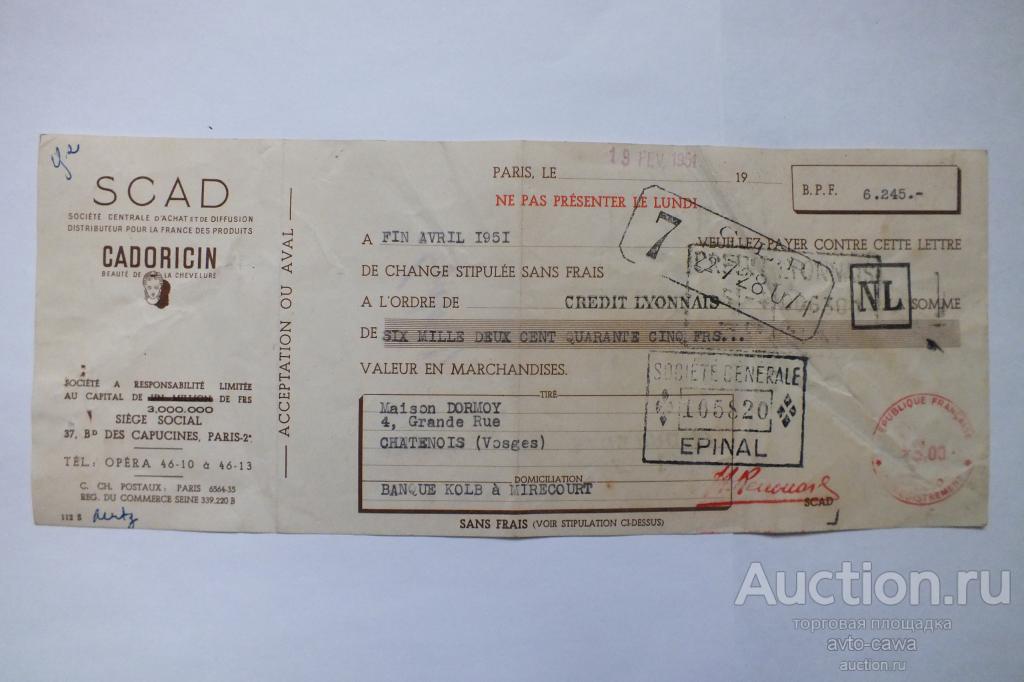 SCAD
SOCIÉTÉ CENTRALE D'ACHAT ET DE DIFFUSION
DISTRIBUTEUR POUR LA FRANCE DES PRODUITS
CADORICIN
BEAUTÉ DE LA CHEVELURE
SOCIÉTÉ A RESPONSABILITÉ LIMITÉE
AU CAPITAL DE UN MILLION DE FRS
3,000.000
SIÈGE SOCIAL
37, BD DES CAPUCINES, PARIS-2e
TÉL: OPÉRA 46-10 à 46-13
C. CH. POSTAUX: PARIS 6564-35
REG. DU COMMERCE SEINE 339.220 B
112 S
ACCEPTATION OU AVAL
19 FEV. 1951
PARIS, LE 19
B.P.F. 6.245.-
NE PAS PRÉSENTER LE LUNDI
A FIN AVRIL 1951 VEUILLEZ PAYER CONTRE CETTE LETTRE
DE CHANGE STIPULÉE SANS FRAIS
A L'ORDRE DE CREDIT LYONNAIS SOMME
DE SIX MILLE DEUX CENT QUARANTE CINQ FRS...
VALEUR EN MARCHANDISES.
7
NL
TIRÉ
Maison DORMOY
4, Grande Rue
CHATENOIS (Vosges)
DOMICILIATION
BANQUE KOLB à MIRECOURT
SOCIETE GENERALE
105820
EPINAL
SCAD
SANS FRAIS (VOIR STIPULATION CI-DESSUS)
Auction.ru
торговая площадка
avto-cawa
auction.ru